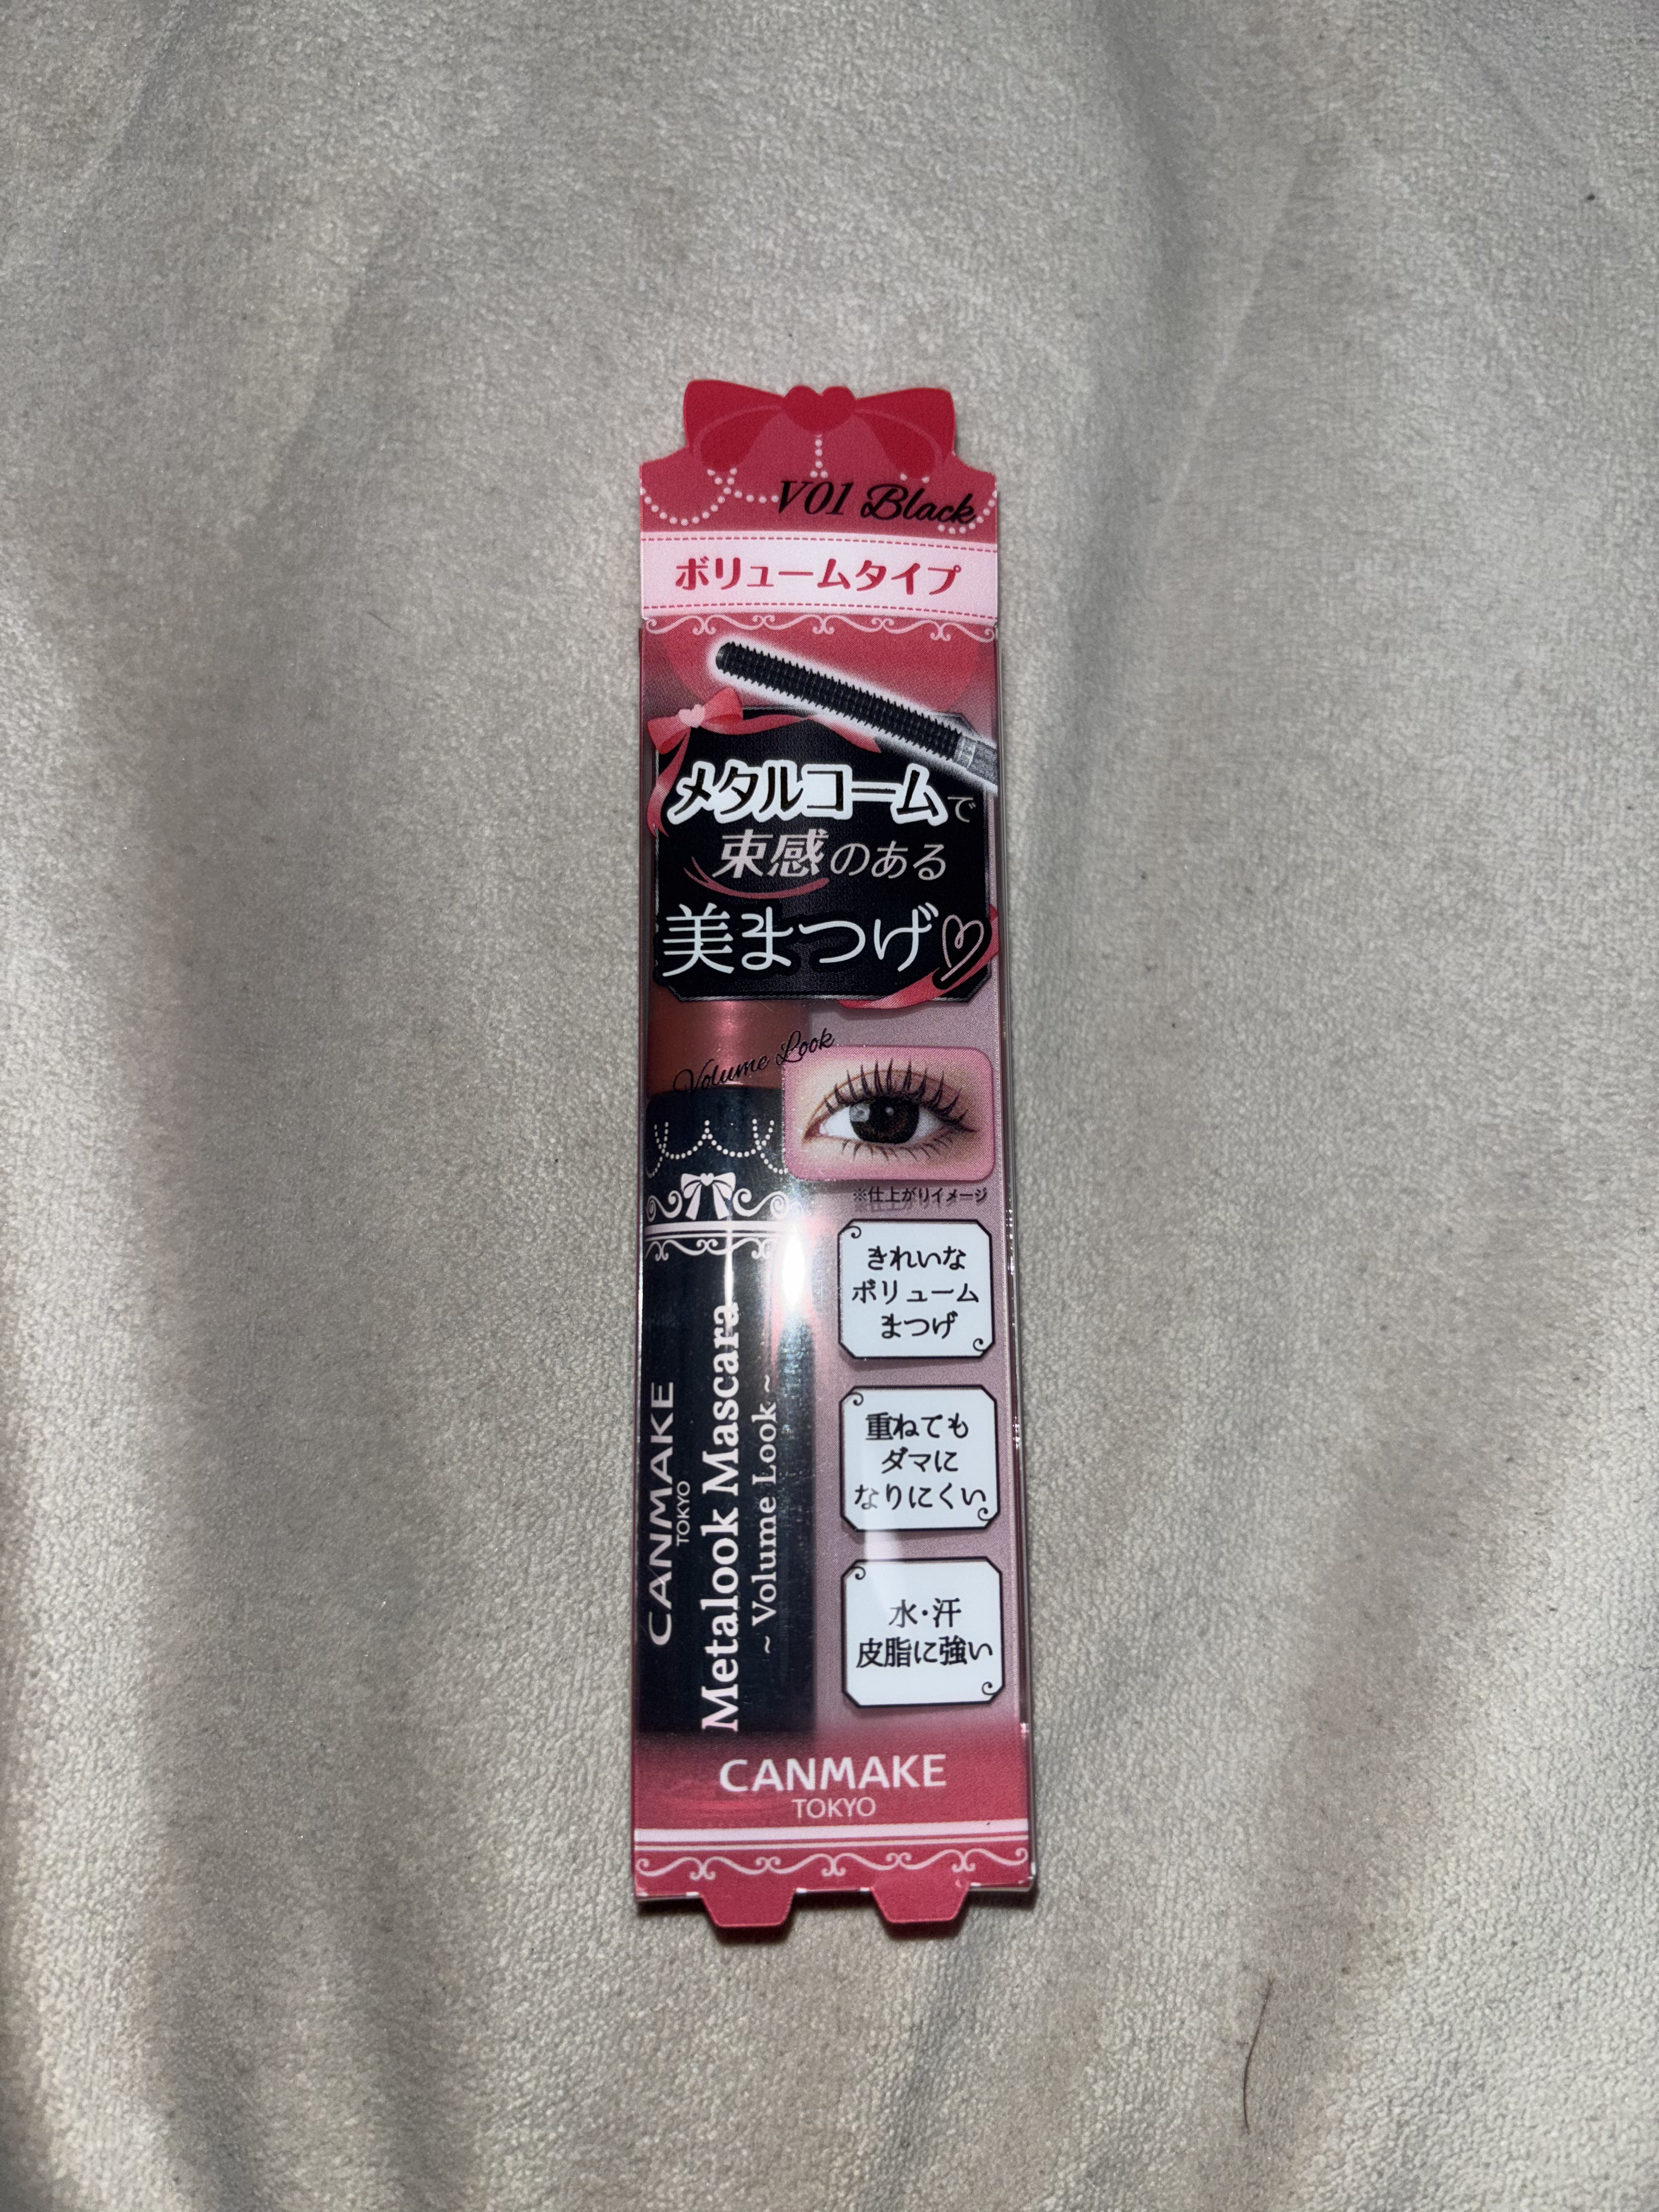 V01 Black
ボリュームタイプ
メタルコームで
束感のある
美まつげ♡
Volume Look
※仕上がりイメージ
きれいな
ボリューム
まつげ
重ねても
ダマに
なりにくい
水・汗
皮脂に強い
CANMAKE
TOKYO
Metalook Mascara
~ Volume Look ~
CANMAKE
TOKYO